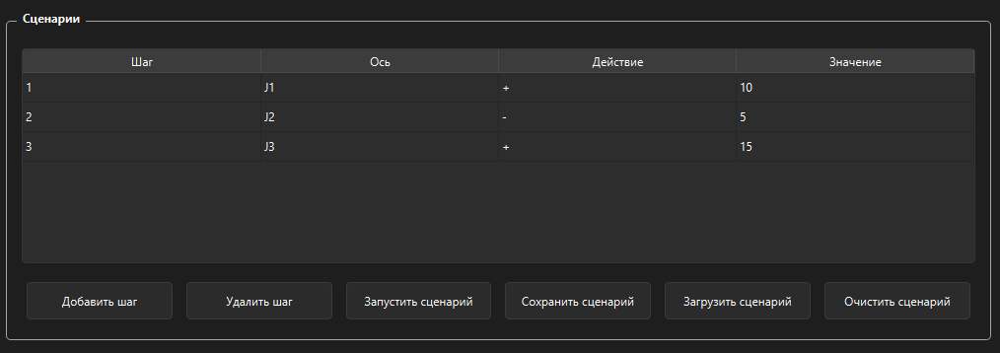 Сценарии
Шаг Ось Действие Значение
1 J1 + 10
2 J2 - 5
3 J3 + 15
Добавить шаг Удалить шаг Запустить сценарий Сохранить сценарий Загрузить сценарий Очистить сценарий